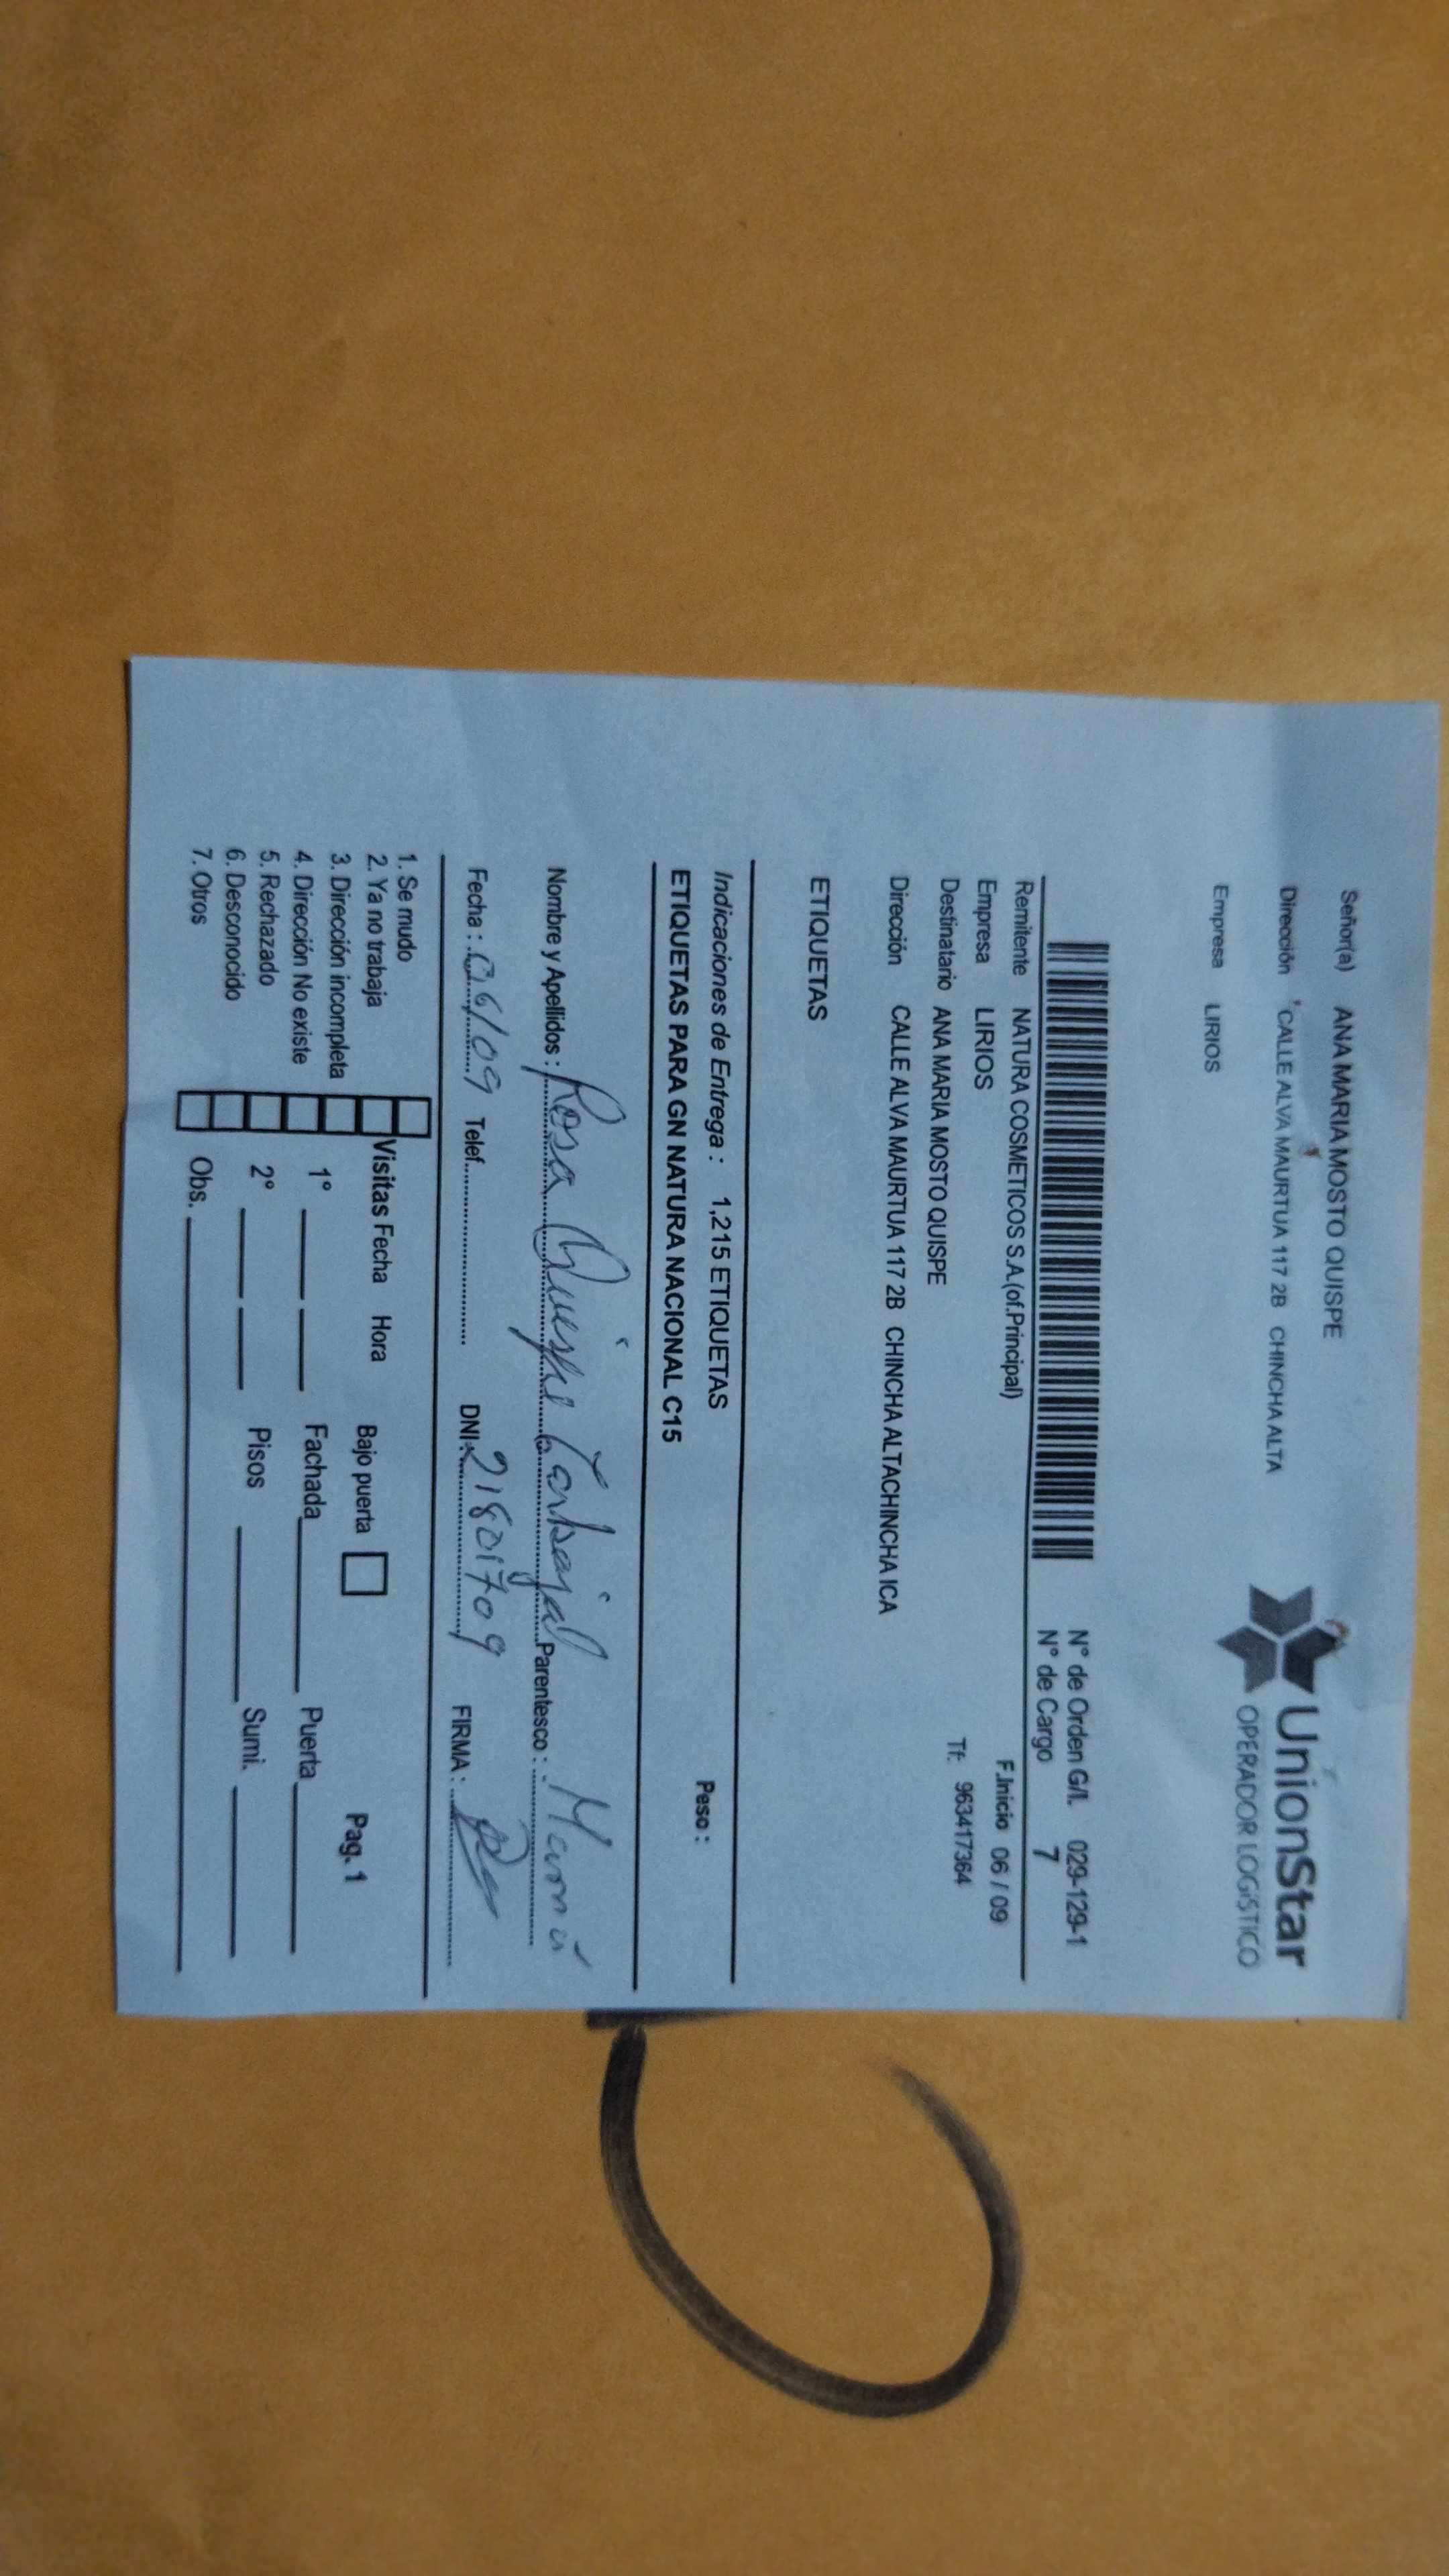 Señor(a) ANA MARIA MOSTO QUISPE
Dirección CALLE ALVA MAURTUA 117 2B CHINCHA ALTA
Empresa LIRIOS
UnionStar
OPERADOR LOGÍSTICO
N° de Orden G/I. 029-129-1
N° de Cargo 7
Remitente NATURA COSMETICOS S.A.(of.Principal) F.Inicio 06 / 09
Empresa LIRIOS
Destinatario ANA MARIA MOSTO QUISPE Tf: 963417364
Dirección CALLE ALVA MAURTUA 117 2B CHINCHA ALTACHINCHA ICA
ETIQUETAS
Indicaciones de Entrega : 1,215 ETIQUETAS Peso :
ETIQUETAS PARA GN NATURA NACIONAL C15
Nombre y Apellidos : Rosa Quispe Carbajal Parentesco : Mamá
Fecha : 06/09 Telef. DNI: 21801709 FIRMA :
1. Se mudo
2. Ya no trabaja
3. Dirección incompleta
4. Dirección No existe
5. Rechazado
6. Desconocido
7. Otros
Visitas Fecha Hora Bajo puerta Pag. 1
1° Fachada Puerta
2° Pisos Sumi.
Obs.